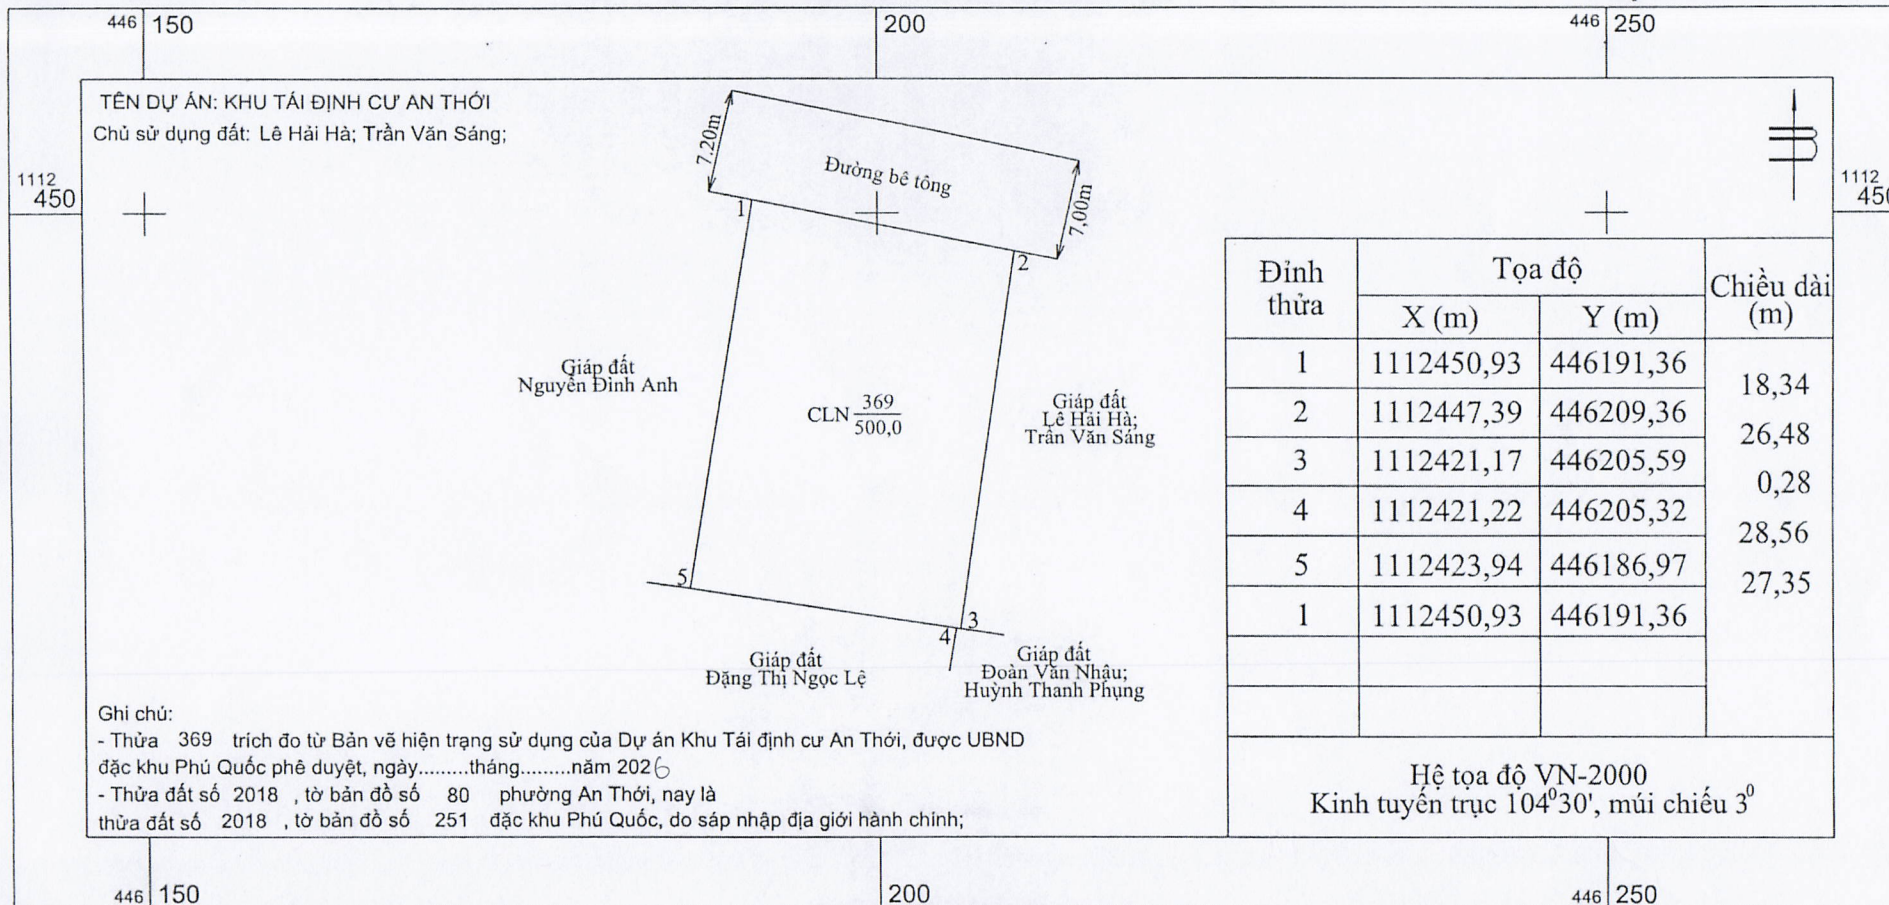 446 150 200 446 250
TÊN DỰ ÁN: KHU TÁI ĐỊNH CƯ AN THỚI
Chủ sử dụng đất: Lê Hải Hà; Trần Văn Sáng;
7.20m
Đường bê tông
7,00m
1112
450
1112
450
1
2
Giáp đất
Nguyễn Đình Anh
CLN 369
500,0
Giáp đất
Lê Hải Hà;
Trần Văn Sáng
5
3
4
Giáp đất
Đặng Thị Ngọc Lệ
Giáp đất
Đoàn Văn Nhậu;
Huỳnh Thanh Phụng
Đỉnh thửa Tọa độ Chiều dài (m)
X (m) Y (m)
1 1112450,93 446191,36
18,34
2 1112447,39 446209,36
26,48
3 1112421,17 446205,59
0,28
4 1112421,22 446205,32
28,56
5 1112423,94 446186,97
27,35
1 1112450,93 446191,36
Hệ tọa độ VN-2000
Kinh tuyến trục 104⁰30', múi chiếu 3⁰
Ghi chú:
- Thửa 369 trích đo từ Bản vẽ hiện trạng sử dụng của Dự án Khu Tái định cư An Thới, được UBND
đặc khu Phú Quốc phê duyệt, ngày.........tháng.........năm 2026
- Thửa đất số 2018 , tờ bản đồ số 80 phường An Thới, nay là
thửa đất số 2018 , tờ bản đồ số 251 đặc khu Phú Quốc, do sáp nhập địa giới hành chính;
446 150 200 446 250